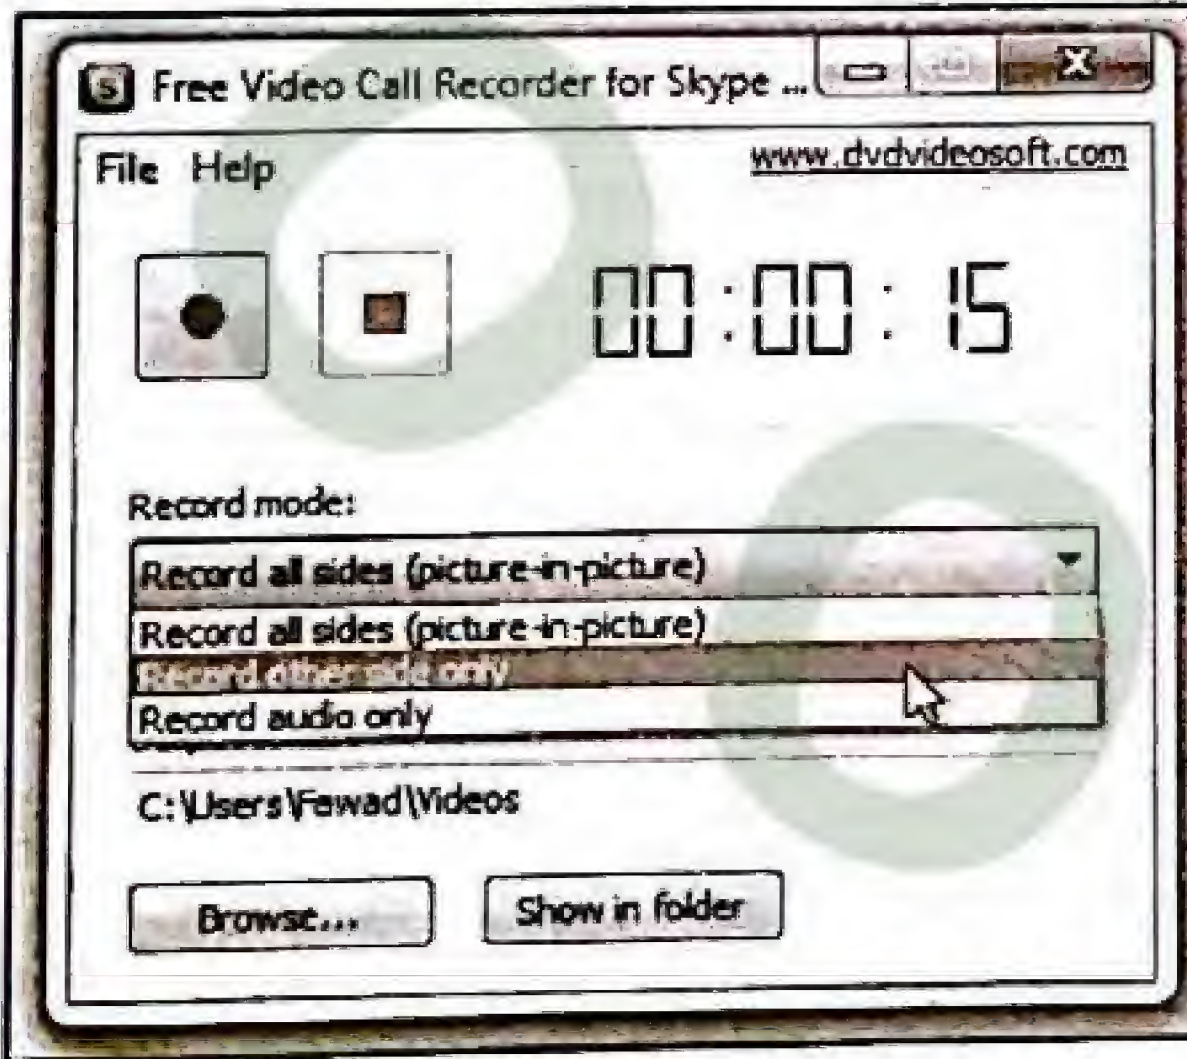 Free Video Call Recorder for Skype ...
File Help
www.dvdvideosoft.com
00:00:15
Record mode:
Record all sides (picture-in-picture)
Record all sides (picture-in-picture)
Record other side only
Record audio only
C:\Users\Fawad\Videos
Browse...
Show in folder